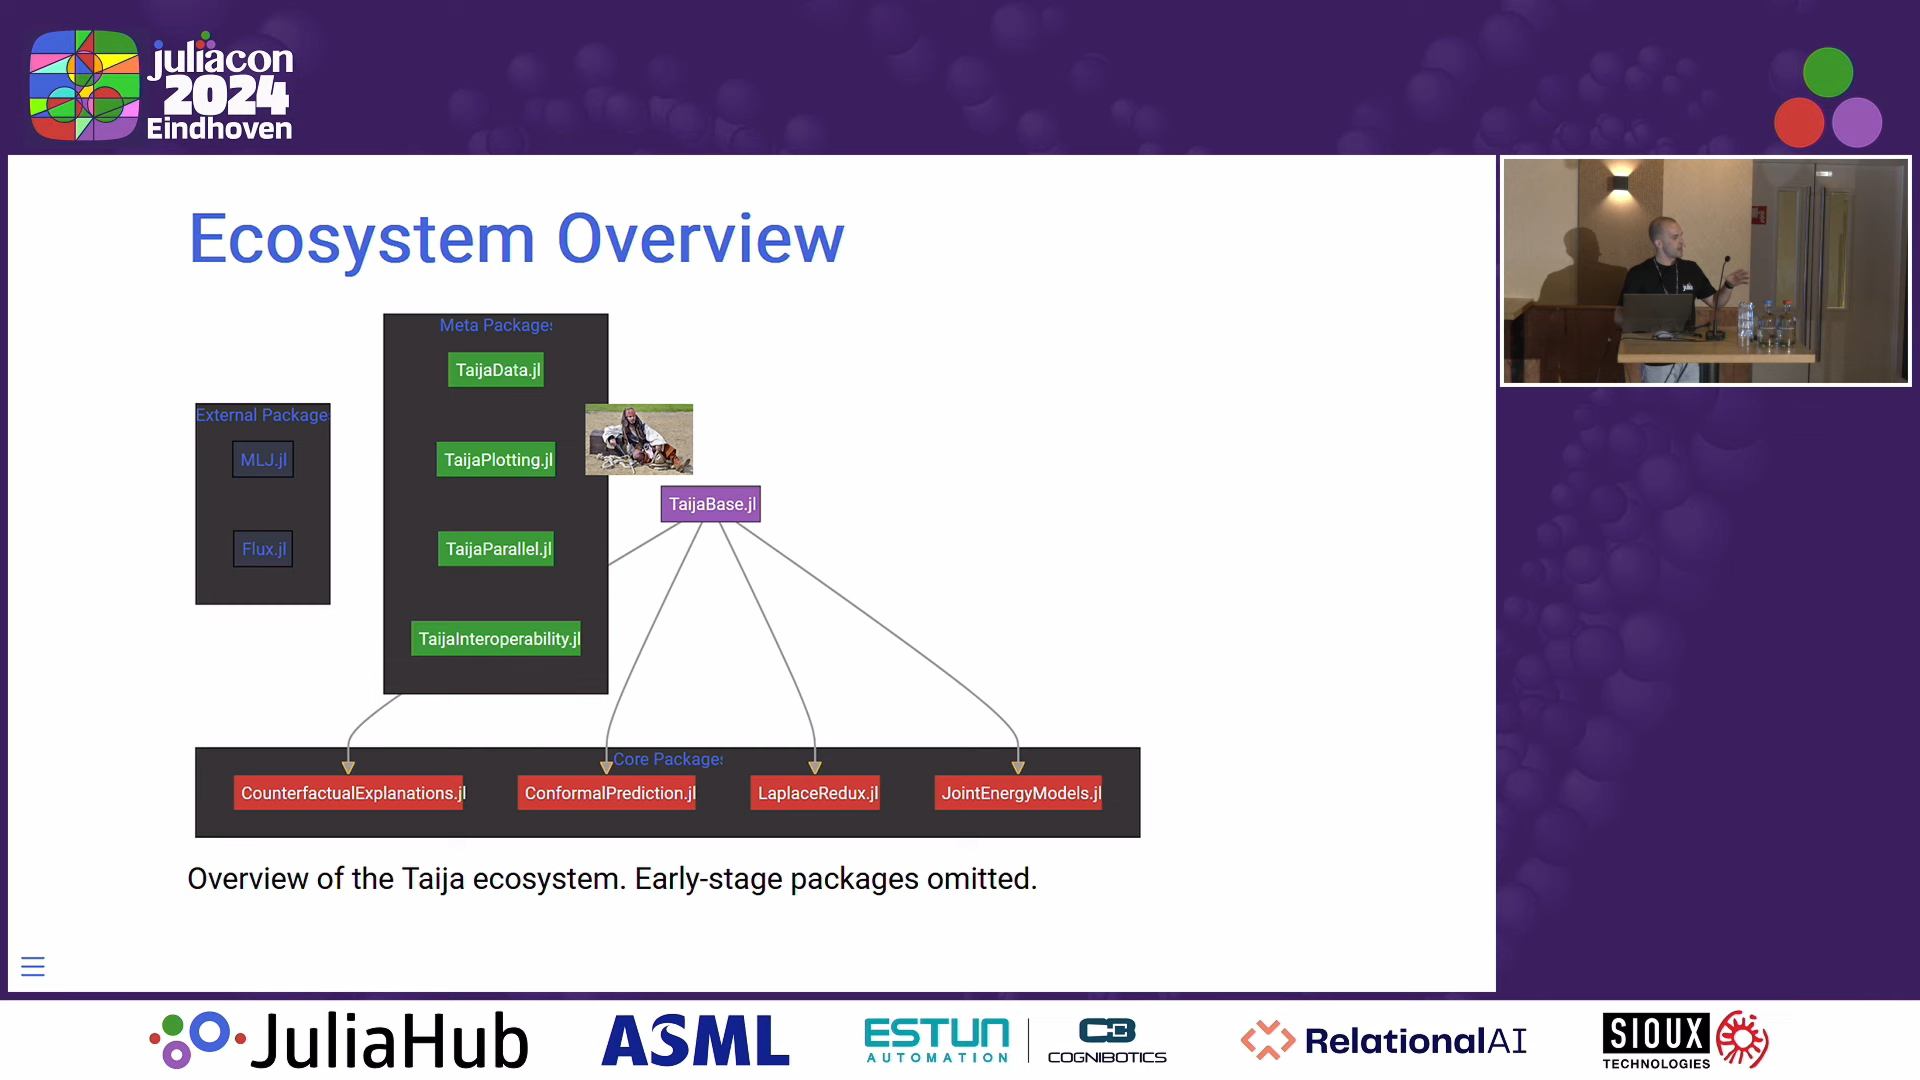 juliacon
2024
Eindhoven
Ecosystem Overview
Meta Packages
TaijaData.jl
External Package
MLJ.jl
TaijaPlotting.jl
TaijaBase.jl
Flux.jl
TaijaParallel.jl
TaijaInteroperability.jl
Core Packages
CounterfactualExplanations.jl
ConformalPrediction.jl
LaplaceRedux.jl
JointEnergyModels.jl
Overview of the Taija ecosystem. Early-stage packages omitted.
JuliaHub
ASML
ESTUN
AUTOMATION
COGNIBOTICS
RelationalAI
SIOUX
TECHNOLOGIES